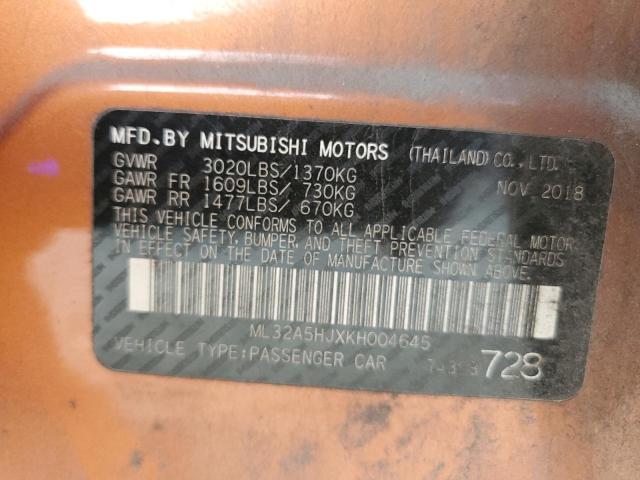 MFD. BY MITSUBISHI MOTORS (THAILAND) CO., LTD.
GVWR 3020LBS/1370KG NOV 2018
GAWR FR 1609LBS/ 730KG
GAWR RR 1477LBS/ 670KG
THIS VEHICLE CONFORMS TO ALL APPLICABLE FEDERAL MOTOR
VEHICLE SAFETY, BUMPER, AND THEFT PREVENTION STANDARDS
IN EFFECT ON THE DATE OF MANUFACTURE SHOWN ABOVE.
ML32A5HJXKH004645
VEHICLE TYPE:PASSENGER CAR 728